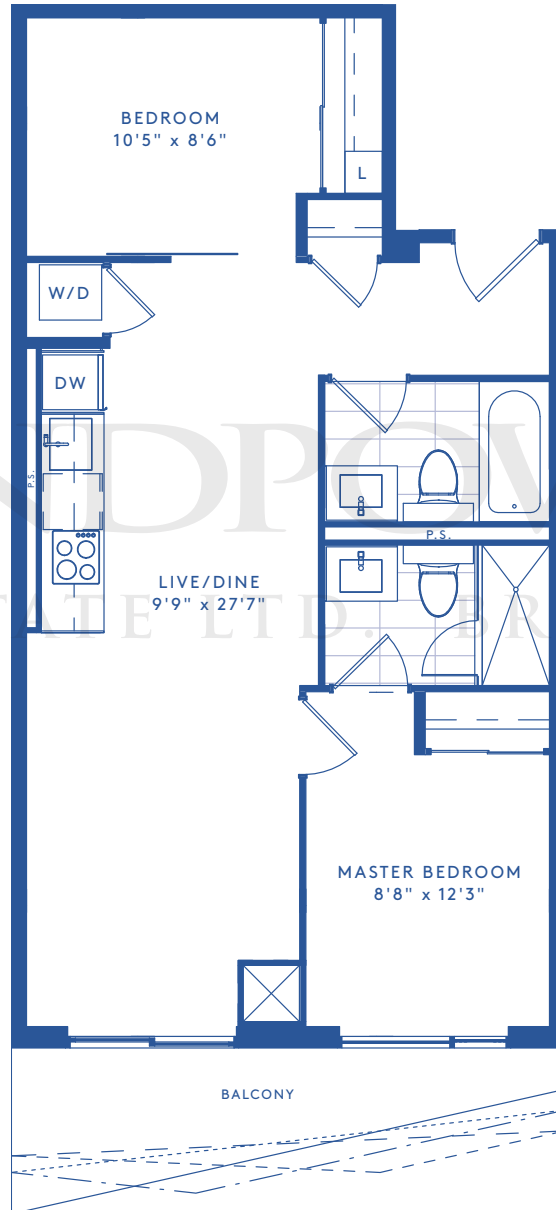 BEDROOM
10'5" x 8'6"
L
W/D
DW
P.S.
P.S.
LIVE/DINE
9'9" x 27'7"
MASTER BEDROOM
8'8" x 12'3"
BALCONY